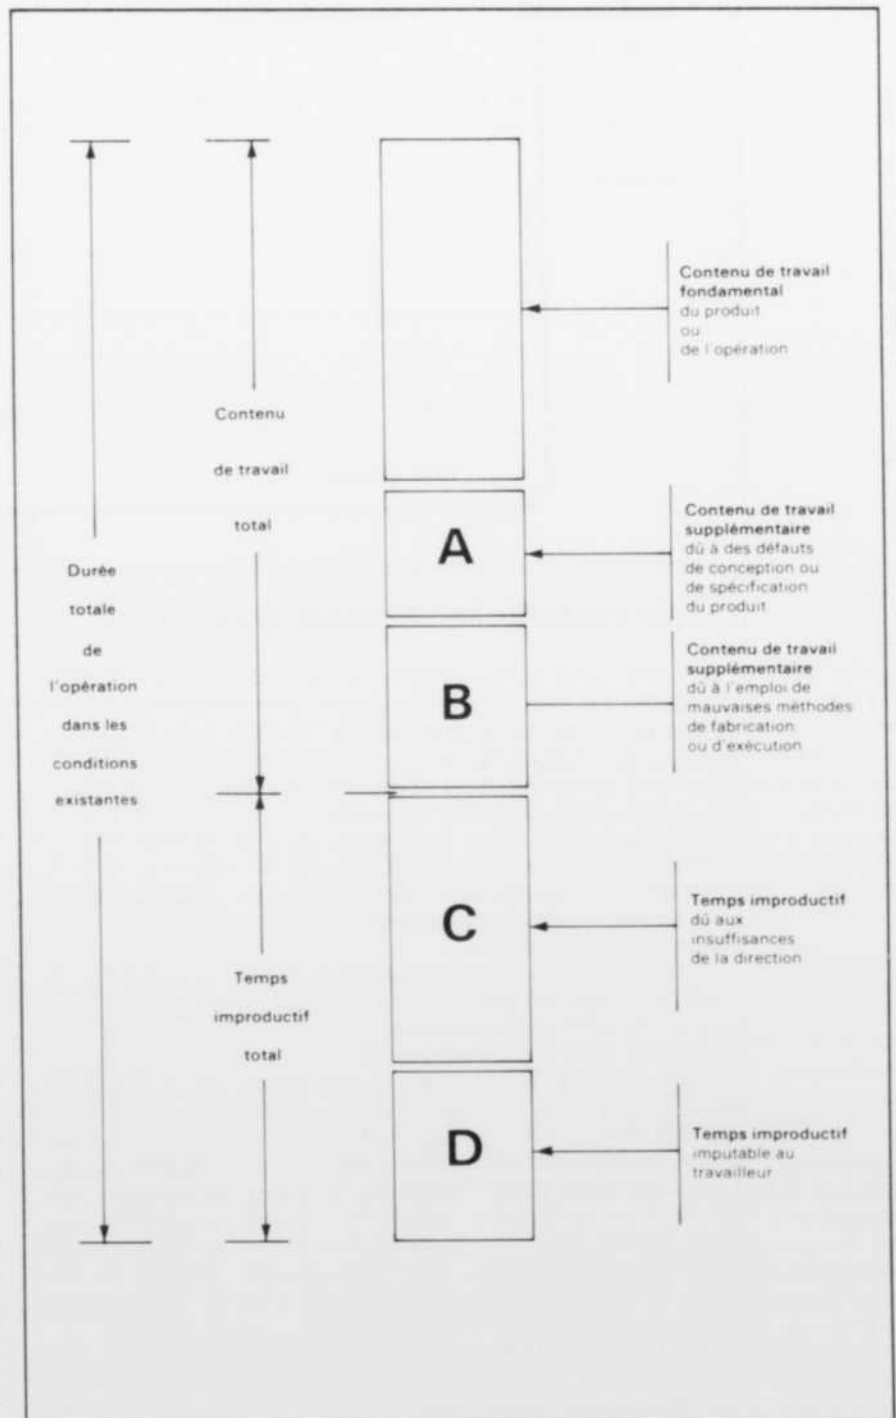 Durée
totale
de
l'opération
dans les
conditions
existantes
Contenu
de travail
total
Temps
improductif
total
A
B
C
D
Contenu de travail
fondamental
du produit
ou
de l'opération
Contenu de travail
supplémentaire
dû à des défauts
de conception ou
de spécification
du produit
Contenu de travail
supplémentaire
dû à l'emploi de
mauvaises méthodes
de fabrication
ou d'exécution
Temps improductif
dû aux
insuffisances
de la direction
Temps improductif
imputable au
travailleur